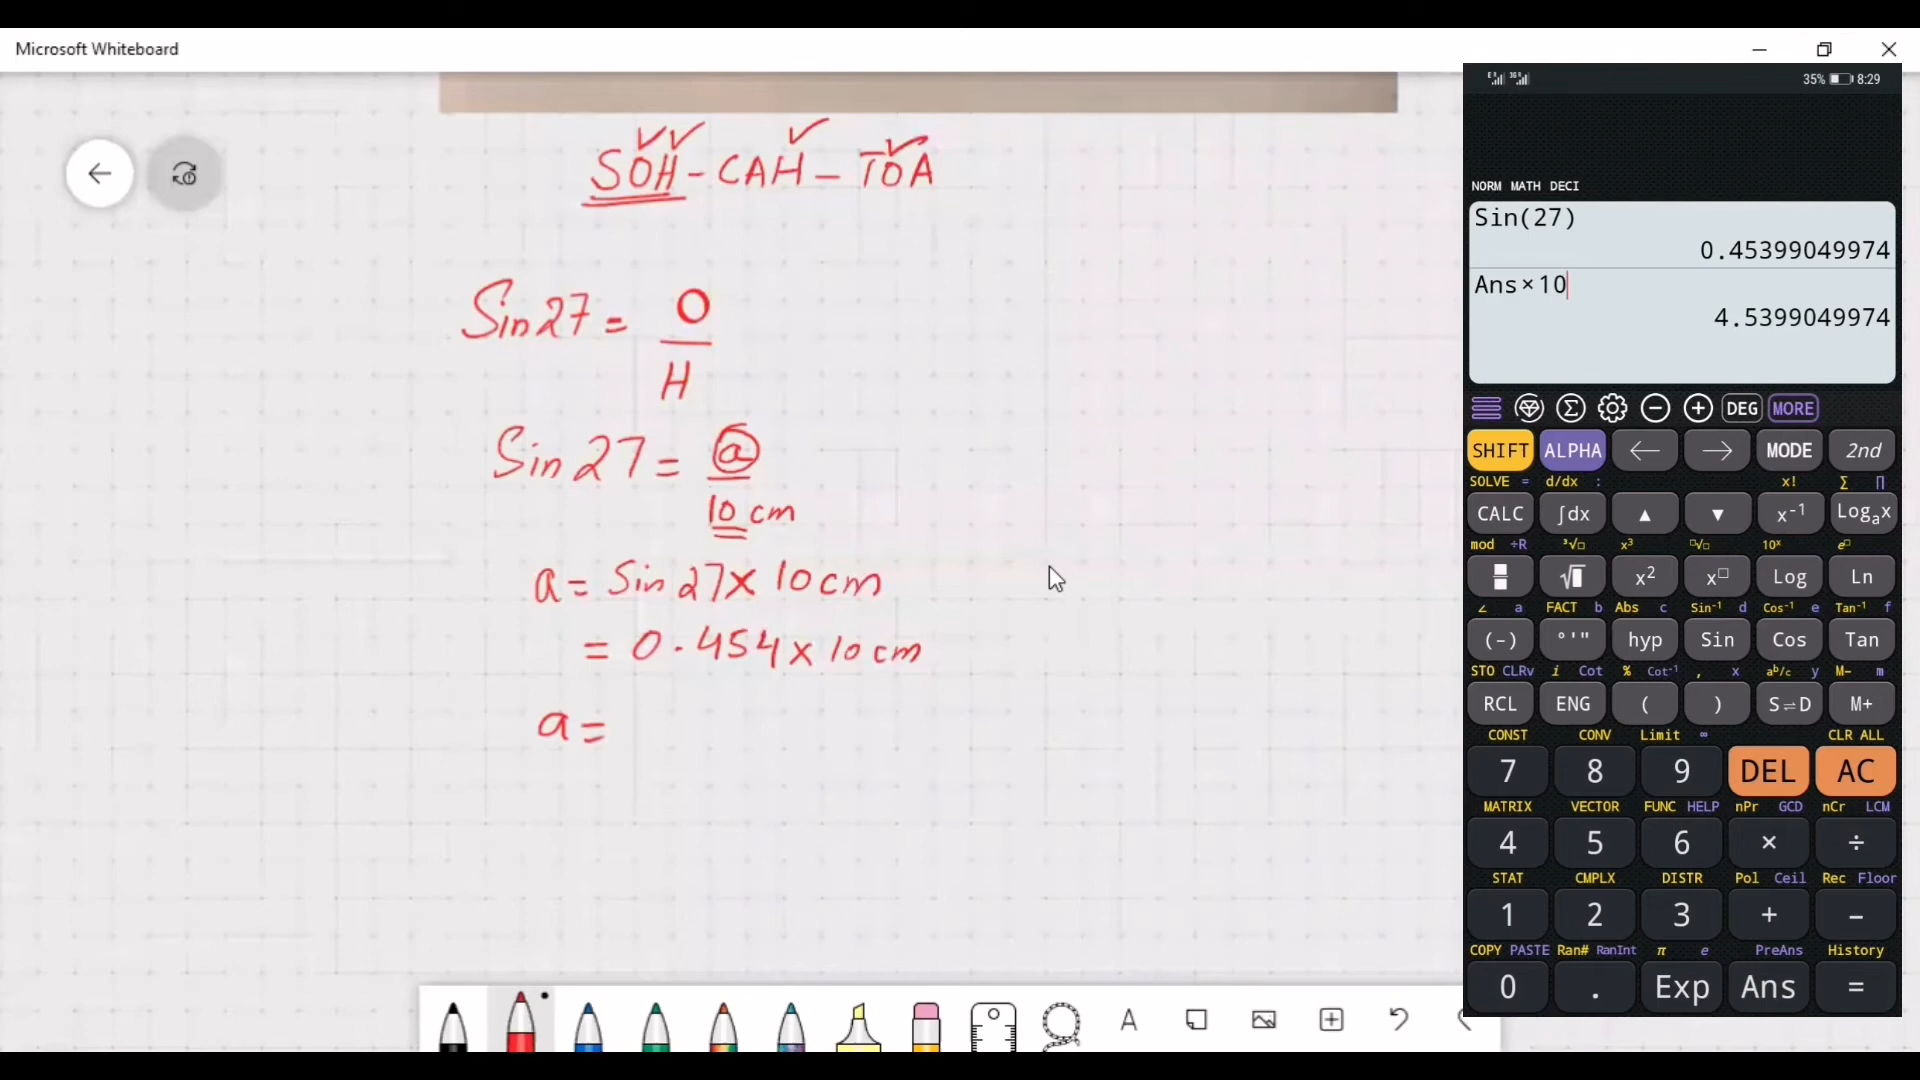 Microsoft Whiteboard
SOH - CAH - TOA
Sin 27 = O
H
Sin 27 = a
10 cm
a = Sin 27 × 10 cm
= 0.454 × 10 cm
a =
35% 8:29
NORM MATH DECI
Sin(27)
0.45399049974
Ans×10
4.5399049974
DEG MORE
SHIFT ALPHA ← → MODE 2nd
SOLVE = d/dx : x! ∑ ∏
CALC ∫dx ▲ ▼ x⁻¹ Logₐx
mod ÷R ³√□ x³ □√□ 10ˣ e□
√ x² x□ Log Ln
∠ a FACT b Abs c Sin⁻¹ d Cos⁻¹ e Tan⁻¹ f
(−) °'" hyp Sin Cos Tan
STO CLRv i Cot % Cot⁻¹ , x aᵇ/c y M− m
RCL ENG ( ) S⇌D M+
CONST CONV Limit ∞ CLR ALL
7 8 9 DEL AC
MATRIX VECTOR FUNC HELP nPr GCD nCr LCM
4 5 6 × ÷
STAT CMPLX DISTR Pol Ceil Rec Floor
1 2 3 + −
COPY PASTE Ran# RanInt π e PreAns History
0 . Exp Ans =
A